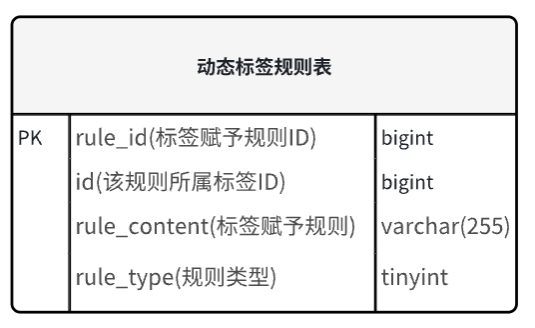 动态标签规则表
PK rule_id(标签赋予规则ID) bigint
id(该规则所属标签ID) bigint
rule_content(标签赋予规则) varchar(255)
rule_type(规则类型) tinyint